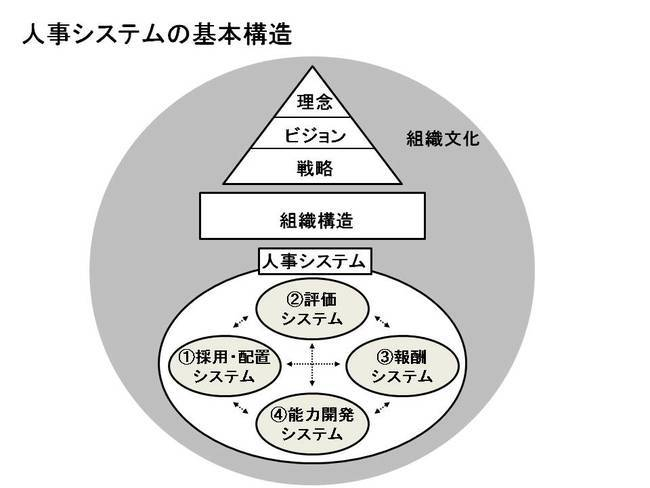 人事システムの基本構造
理念
ビジョン
戦略
組織文化
組織構造
人事システム
②評価
システム
①採用・配置
システム
③報酬
システム
④能力開発
システム